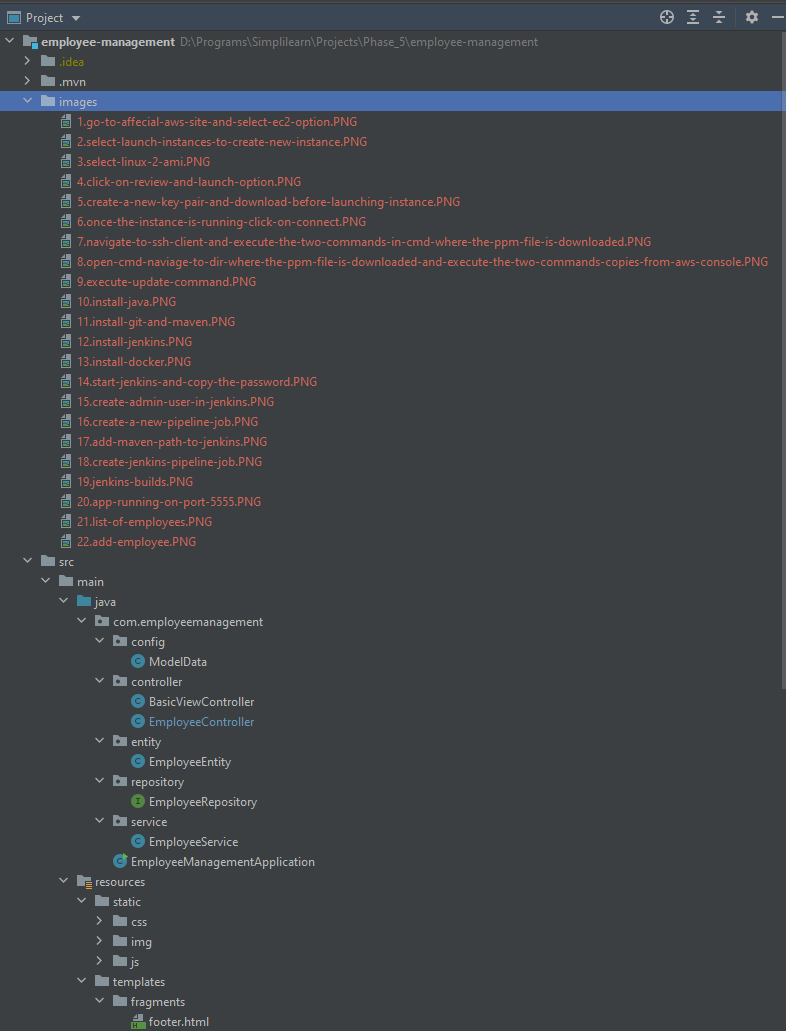 Project
employee-management D:\Programs\Simplilearn\Projects\Phase_5\employee-management
.idea
.mvn
images
1.go-to-affecial-aws-site-and-select-ec2-option.PNG
2.select-launch-instances-to-create-new-instance.PNG
3.select-linux-2-ami.PNG
4.click-on-review-and-launch-option.PNG
5.create-a-new-key-pair-and-download-before-launching-instance.PNG
6.once-the-instance-is-running-click-on-connect.PNG
7.navigate-to-ssh-client-and-execute-the-two-commands-in-cmd-where-the-ppm-file-is-downloaded.PNG
8.open-cmd-naviage-to-dir-where-the-ppm-file-is-downloaded-and-execute-the-two-commands-copies-from-aws-console.PNG
9.execute-update-command.PNG
10.install-java.PNG
11.install-git-and-maven.PNG
12.install-jenkins.PNG
13.install-docker.PNG
14.start-jenkins-and-copy-the-password.PNG
15.create-admin-user-in-jenkins.PNG
16.create-a-new-pipeline-job.PNG
17.add-maven-path-to-jenkins.PNG
18.create-jenkins-pipeline-job.PNG
19.jenkins-builds.PNG
20.app-running-on-port-5555.PNG
21.list-of-employees.PNG
22.add-employee.PNG
src
main
java
com.employeemanagement
config
ModelData
controller
BasicViewController
EmployeeController
entity
EmployeeEntity
repository
EmployeeRepository
service
EmployeeService
EmployeeManagementApplication
resources
static
css
img
js
templates
fragments
footer.html